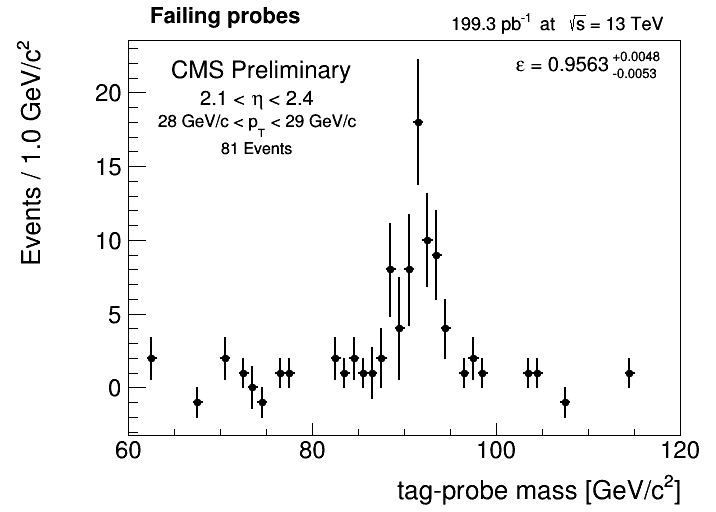 Failing probes
199.3 pb⁻¹ at √s = 13 TeV
CMS Preliminary
2.1 < η < 2.4
28 GeV/c < p_T < 29 GeV/c
81 Events
ε = 0.9563 +0.0048 -0.0053
Events / 1.0 GeV/c²
20
15
10
5
0
60 80 100 120
tag-probe mass [GeV/c²]